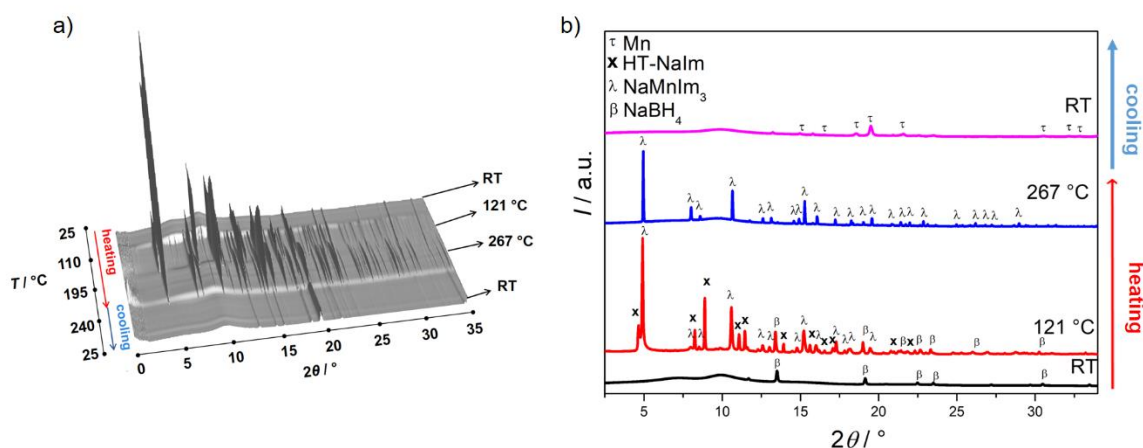 a)
RT
121 °C
267 °C
RT
25
110
195
240
25
T / °C
heating
cooling
0
5
10
15
20
25
30
35
2θ / °
b)
τ Mn
x HT-NaIm
λ NaMnIm3
β NaBH4
I / a.u.
RT
τ τ τ τ τ τ τ τ
267 °C
λ λ λ λ λ λ λ λ λ λ λ λ λ λ λ λ λ λ λ λ λ λ
121 °C
RT
β β β β β
5 10 15 20 25 30
2θ / °
cooling
heating